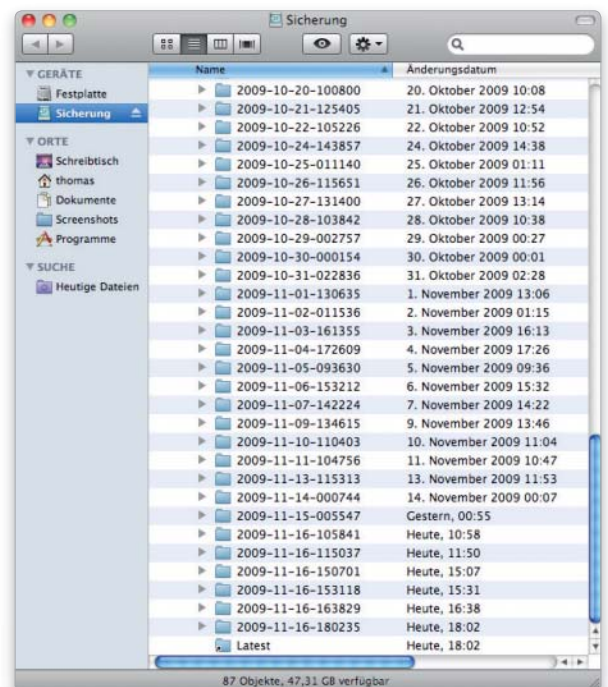 Sicherung
GERÄTE
Festplatte
Sicherung
ORTE
Schreibtisch
thomas
Dokumente
Screenshots
Programme
SUCHE
Heutige Dateien
Name Änderungsdatum
2009-10-20-100800 20. Oktober 2009 10:08
2009-10-21-125405 21. Oktober 2009 12:54
2009-10-22-105226 22. Oktober 2009 10:52
2009-10-24-143857 24. Oktober 2009 14:38
2009-10-25-011140 25. Oktober 2009 01:11
2009-10-26-115651 26. Oktober 2009 11:56
2009-10-27-131400 27. Oktober 2009 13:14
2009-10-28-103842 28. Oktober 2009 10:38
2009-10-29-002757 29. Oktober 2009 00:27
2009-10-30-000154 30. Oktober 2009 00:01
2009-10-31-022836 31. Oktober 2009 02:28
2009-11-01-130635 1. November 2009 13:06
2009-11-02-011536 2. November 2009 01:15
2009-11-03-161355 3. November 2009 16:13
2009-11-04-172609 4. November 2009 17:26
2009-11-05-093630 5. November 2009 09:36
2009-11-06-153212 6. November 2009 15:32
2009-11-07-142224 7. November 2009 14:22
2009-11-09-134615 9. November 2009 13:46
2009-11-10-110403 10. November 2009 11:04
2009-11-11-104756 11. November 2009 10:47
2009-11-13-115313 13. November 2009 11:53
2009-11-14-000744 14. November 2009 00:07
2009-11-15-005547 Gestern, 00:55
2009-11-16-105841 Heute, 10:58
2009-11-16-115037 Heute, 11:50
2009-11-16-150701 Heute, 15:07
2009-11-16-153118 Heute, 15:31
2009-11-16-163829 Heute, 16:38
2009-11-16-180235 Heute, 18:02
Latest Heute, 18:02
87 Objekte, 47,31 GB verfügbar